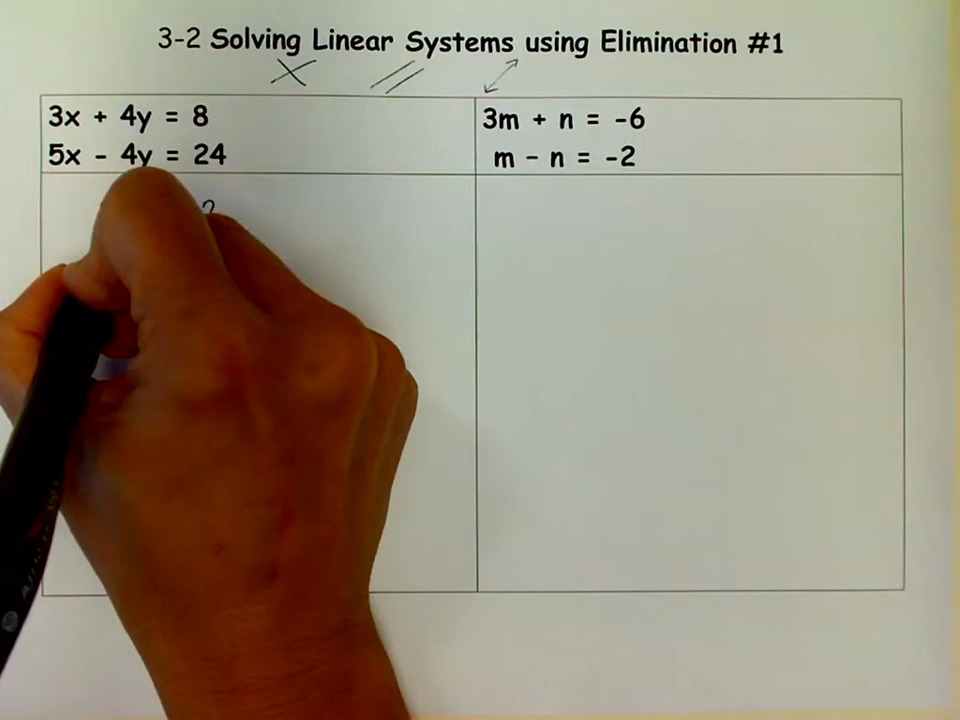 3-2 Solving Linear Systems using Elimination #1
3x + 4y = 8
5x - 4y = 24
3m + n = -6
m - n = -2